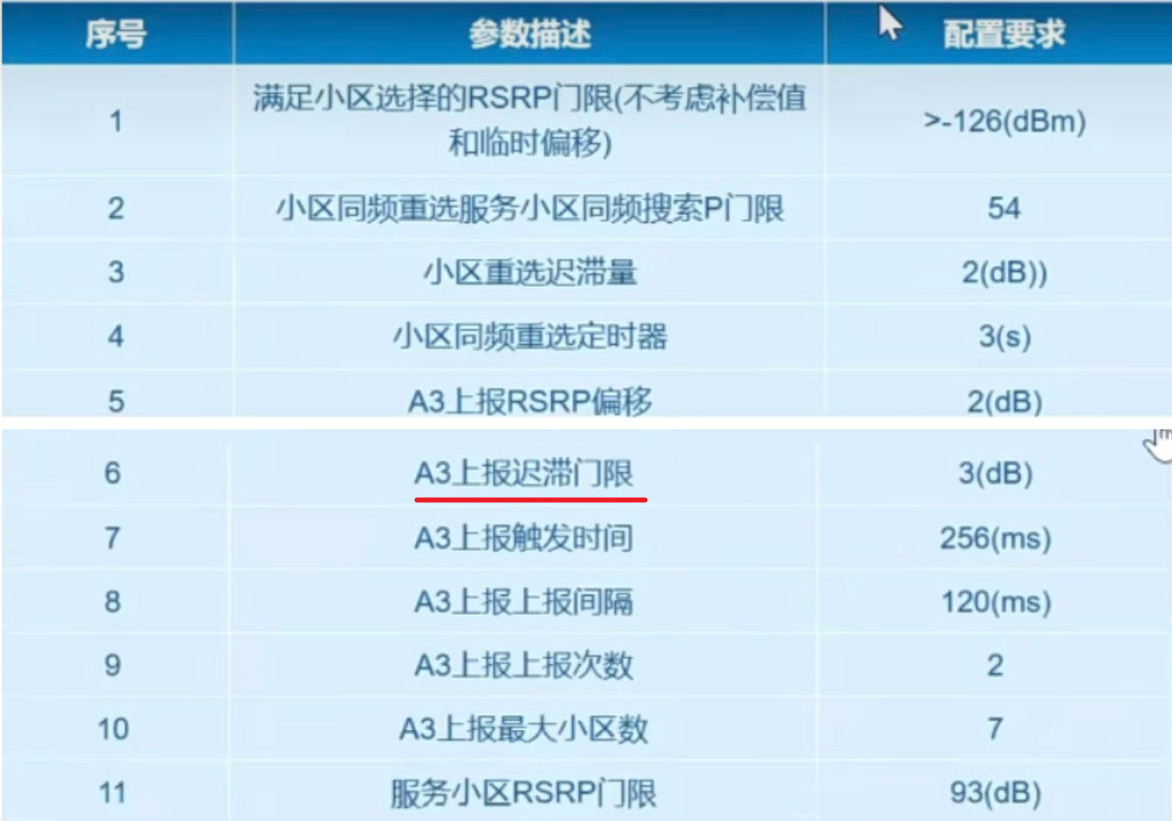 序号 参数描述 配置要求
1 满足小区选择的RSRP门限(不考虑补偿值
和临时偏移) >-126(dBm)
2 小区同频重选服务小区同频搜索P门限 54
3 小区重选迟滞量 2(dB))
4 小区同频重选定时器 3(s)
5 A3上报RSRP偏移 2(dB)
6 A3上报迟滞门限 3(dB)
7 A3上报触发时间 256(ms)
8 A3上报上报间隔 120(ms)
9 A3上报上报次数 2
10 A3上报最大小区数 7
11 服务小区RSRP门限 93(dB)